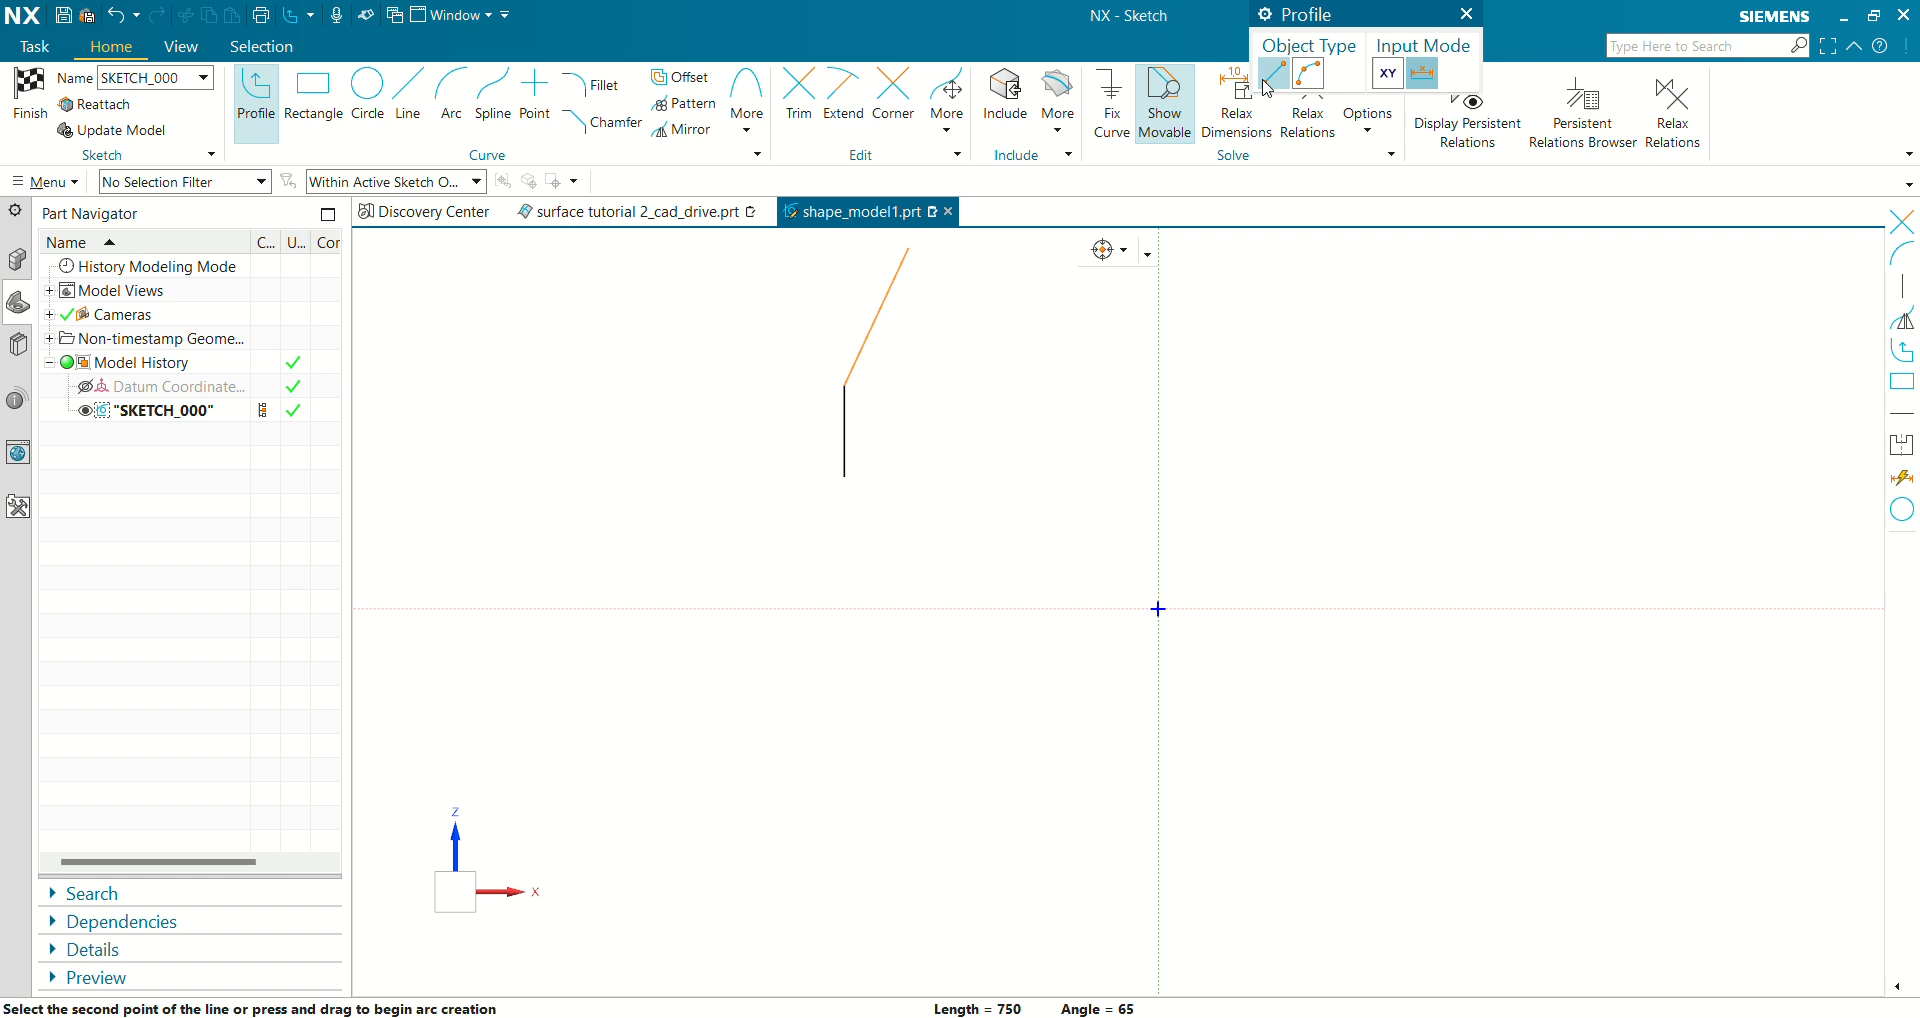 NX Window NX - Sketch Profile SIEMENS
Task Home View Selection Object Type Input Mode Type Here to Search
Finish Name SKETCH_000 Reattach Update Model Sketch
Profile Rectangle Circle Line Arc Spline Point Fillet Chamfer Offset Pattern Mirror More Curve
Trim Extend Corner More Edit
Include More Include
Fix Curve Show Movable 1.0 Relax Dimensions Relax Relations Options Solve
XY
Display Persistent Relations Persistent Relations Browser Relax Relations
Menu No Selection Filter Within Active Sketch O...
Part Navigator Discovery Center surface tutorial 2_cad_drive.prt shape_model1.prt
Name C... U... Cor
History Modeling Mode
Model Views
Cameras
Non-timestamp Geome...
Model History
Datum Coordinate...
"SKETCH_000"
Z
X
Search
Dependencies
Details
Preview
Select the second point of the line or press and drag to begin arc creation Length = 750 Angle = 65